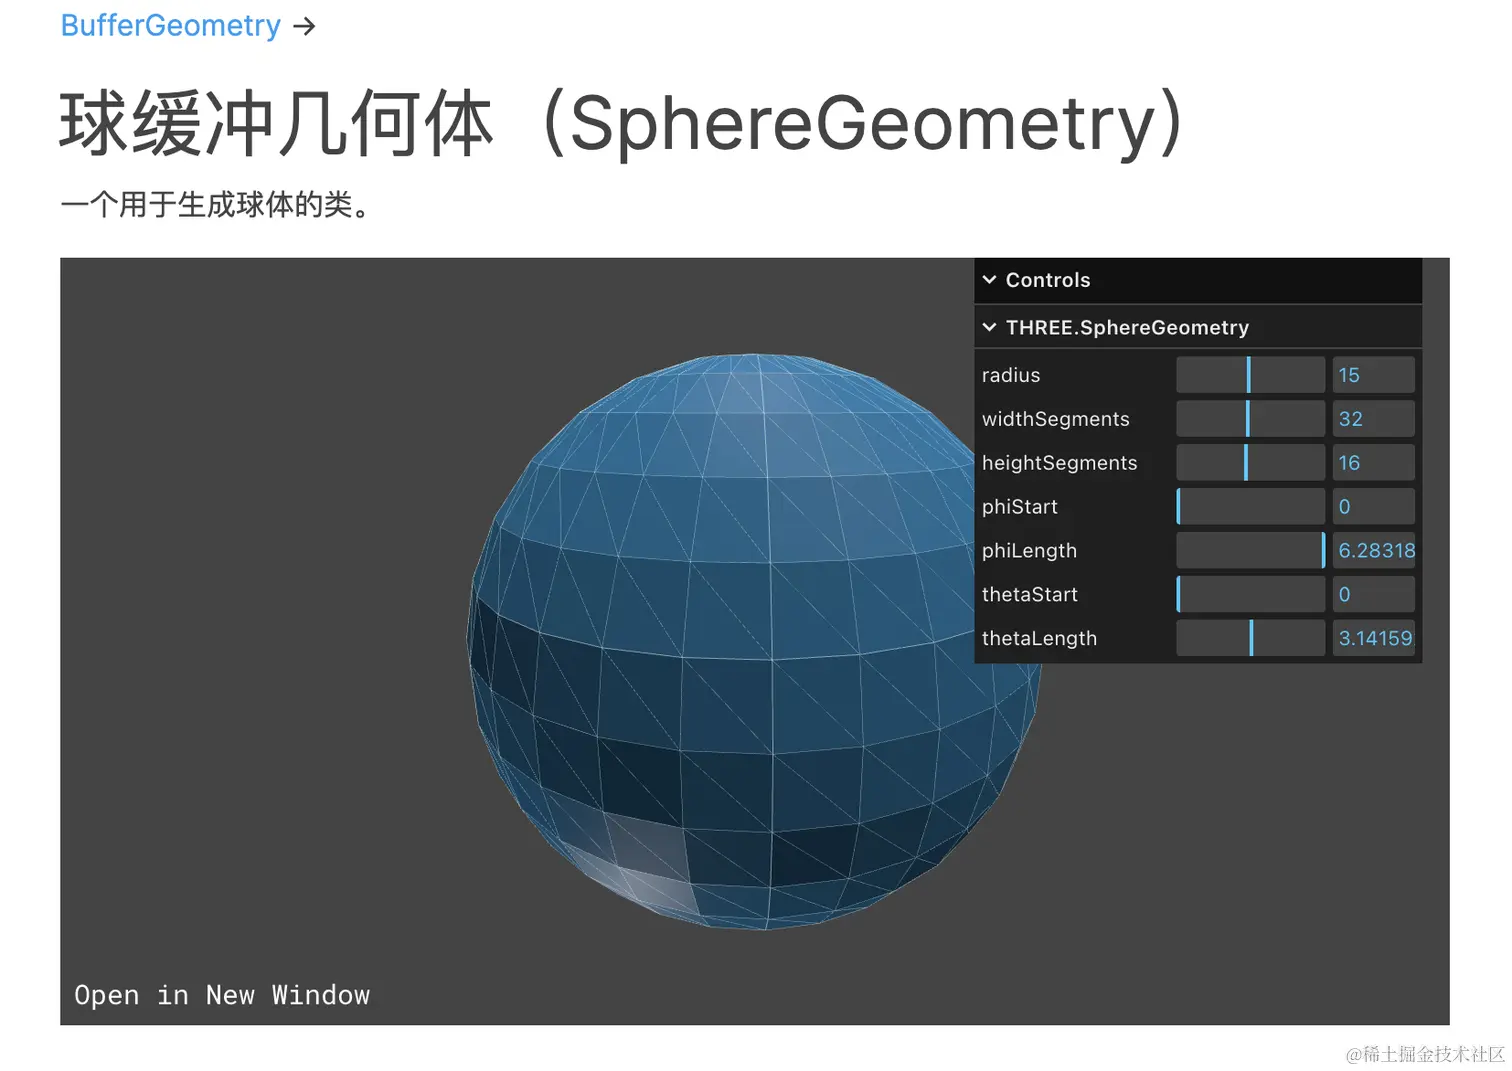 BufferGeometry →
球缓冲几何体（SphereGeometry）
一个用于生成球体的类。
Controls
THREE.SphereGeometry
radius 15
widthSegments 32
heightSegments 16
phiStart 0
phiLength 6.28318
thetaStart 0
thetaLength 3.14159
Open in New Window
@稀土掘金技术社区